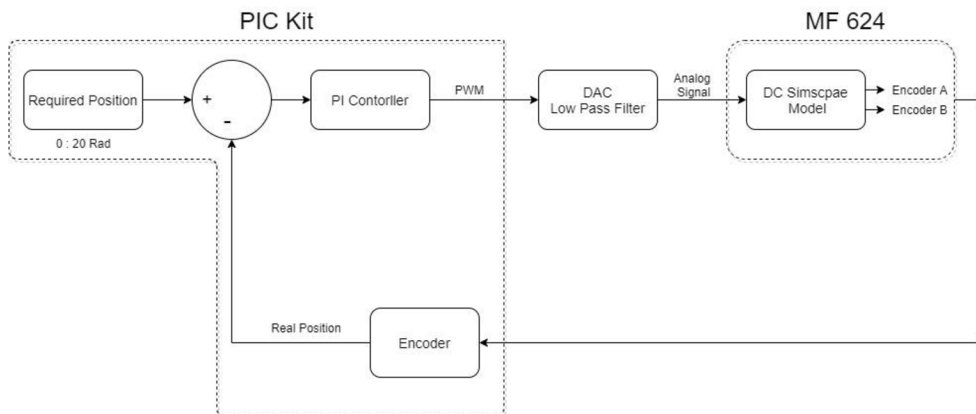 PIC Kit
MF 624
Required Position
+
-
PI Contorller
PWM
DAC
Low Pass Filter
Analog
Signal
DC Simscpae
Model
Encoder A
Encoder B
0 : 20 Rad
Real Position
Encoder